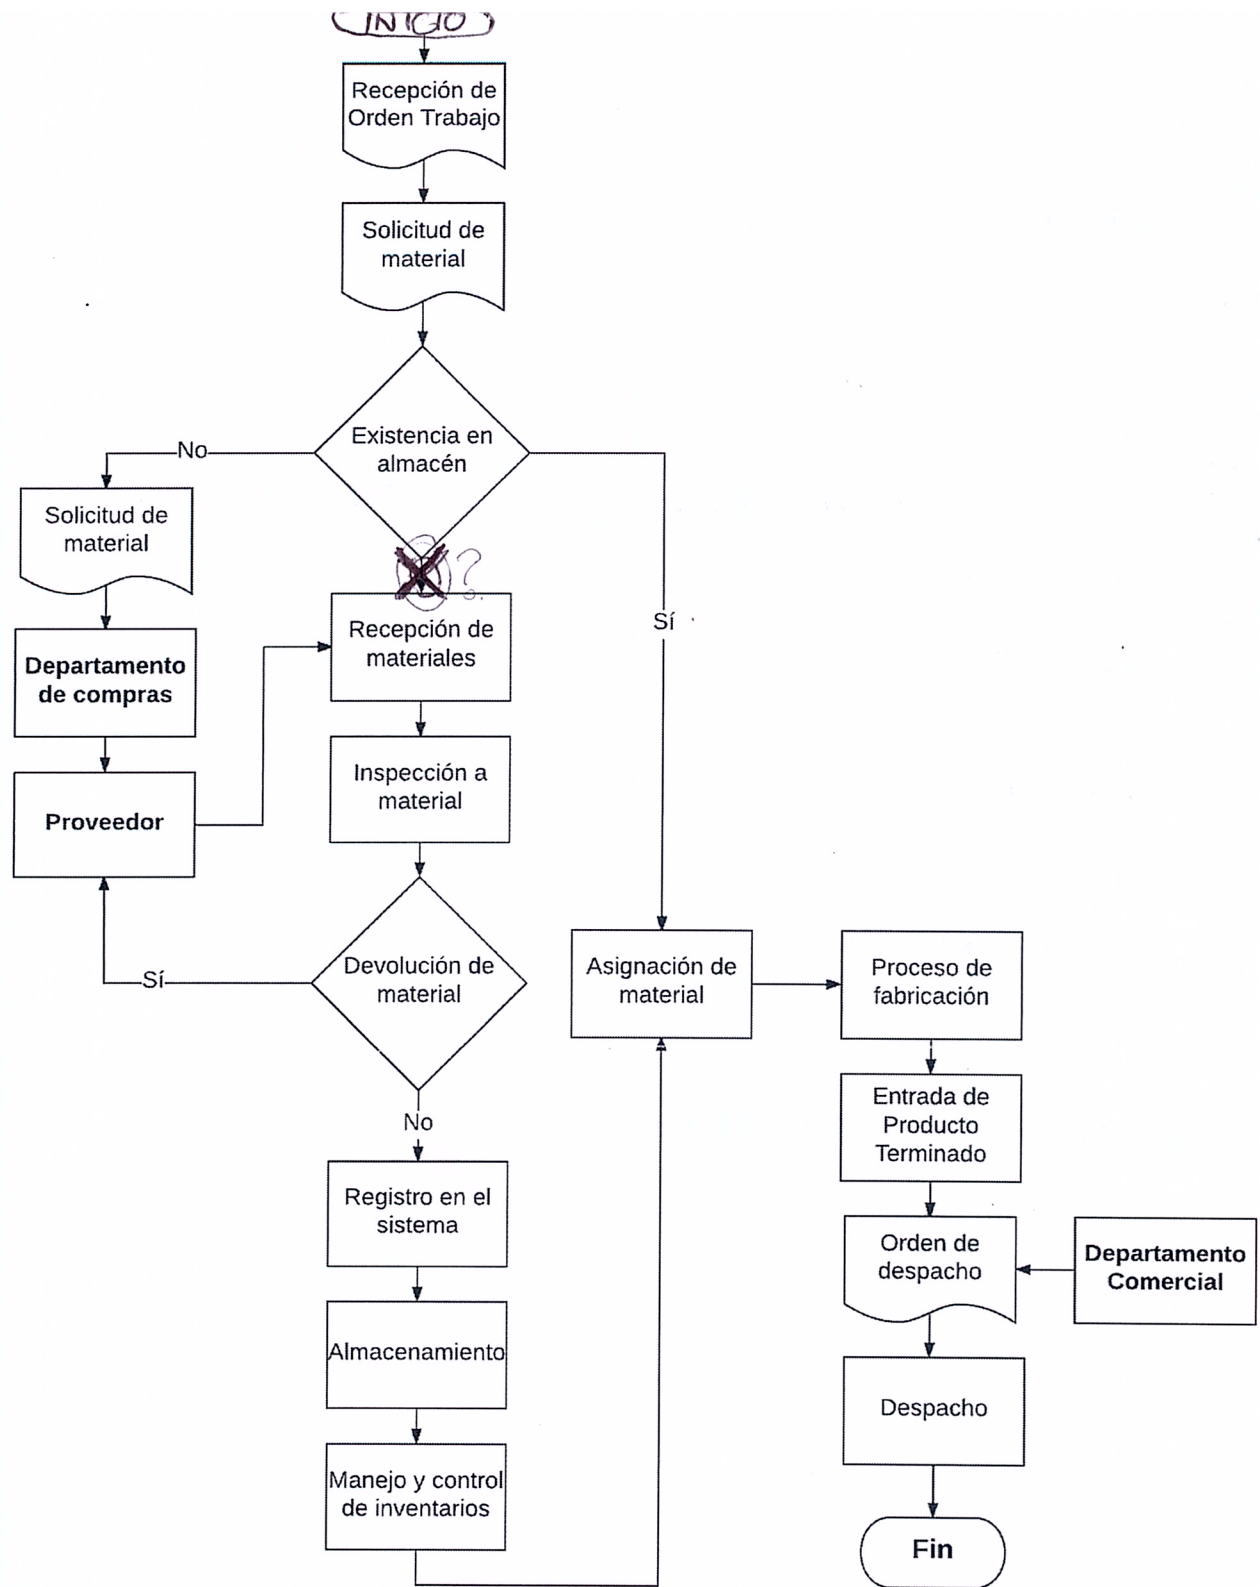 INICIO
Recepción de
Orden Trabajo
Solicitud de
material
Existencia en
almacén
No
Sí
Solicitud de
material
Departamento
de compras
Proveedor
?
Recepción de
materiales
Inspección a
material
Devolución de
material
Sí
No
Registro en el
sistema
Almacenamiento
Manejo y control
de inventarios
Asignación de
material
Proceso de
fabricación
Entrada de
Producto
Terminado
Orden de
despacho
Departamento
Comercial
Despacho
Fin